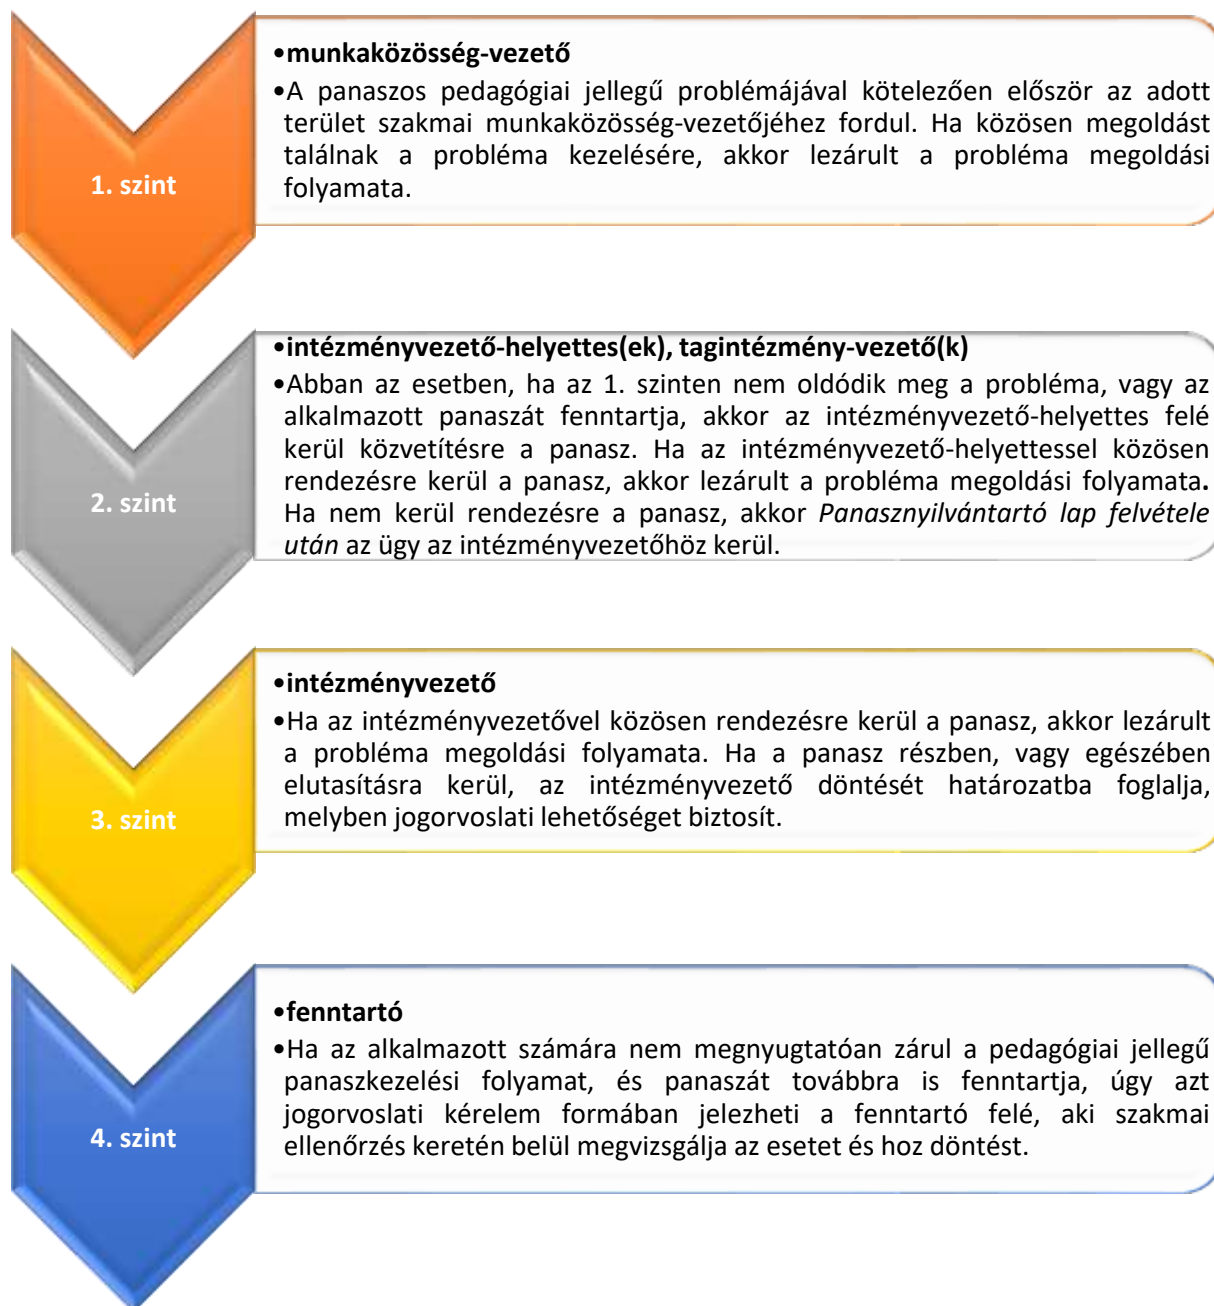 1. szint
•munkaközösség-vezető
•A panaszos pedagógiai jellegű problémájával kötelezően először az adott
terület szakmai munkaközösség-vezetőjéhez fordul. Ha közösen megoldást
találnak a probléma kezelésére, akkor lezárult a probléma megoldási
folyamata.
2. szint
•intézményvezető-helyettes(ek), tagintézmény-vezető(k)
•Abban az esetben, ha az 1. szinten nem oldódik meg a probléma, vagy az
alkalmazott panaszát fenntartja, akkor az intézményvezető-helyettes felé
kerül közvetítésre a panasz. Ha az intézményvezető-helyettessel közösen
rendezésre kerül a panasz, akkor lezárult a probléma megoldási folyamata.
Ha nem kerül rendezésre a panasz, akkor Panasznyilvántartó lap felvétele
után az ügy az intézményvezetőhöz kerül.
3. szint
•intézményvezető
•Ha az intézményvezetővel közösen rendezésre kerül a panasz, akkor lezárult
a probléma megoldási folyamata. Ha a panasz részben, vagy egészében
elutasításra kerül, az intézményvezető döntését határozatba foglalja,
melyben jogorvoslati lehetőséget biztosít.
4. szint
•fenntartó
•Ha az alkalmazott számára nem megnyugtatóan zárul a pedagógiai jellegű
panaszkezelési folyamat, és panaszát továbbra is fenntartja, úgy azt
jogorvoslati kérelem formában jelezheti a fenntartó felé, aki szakmai
ellenőrzés keretén belül megvizsgálja az esetet és hoz döntést.